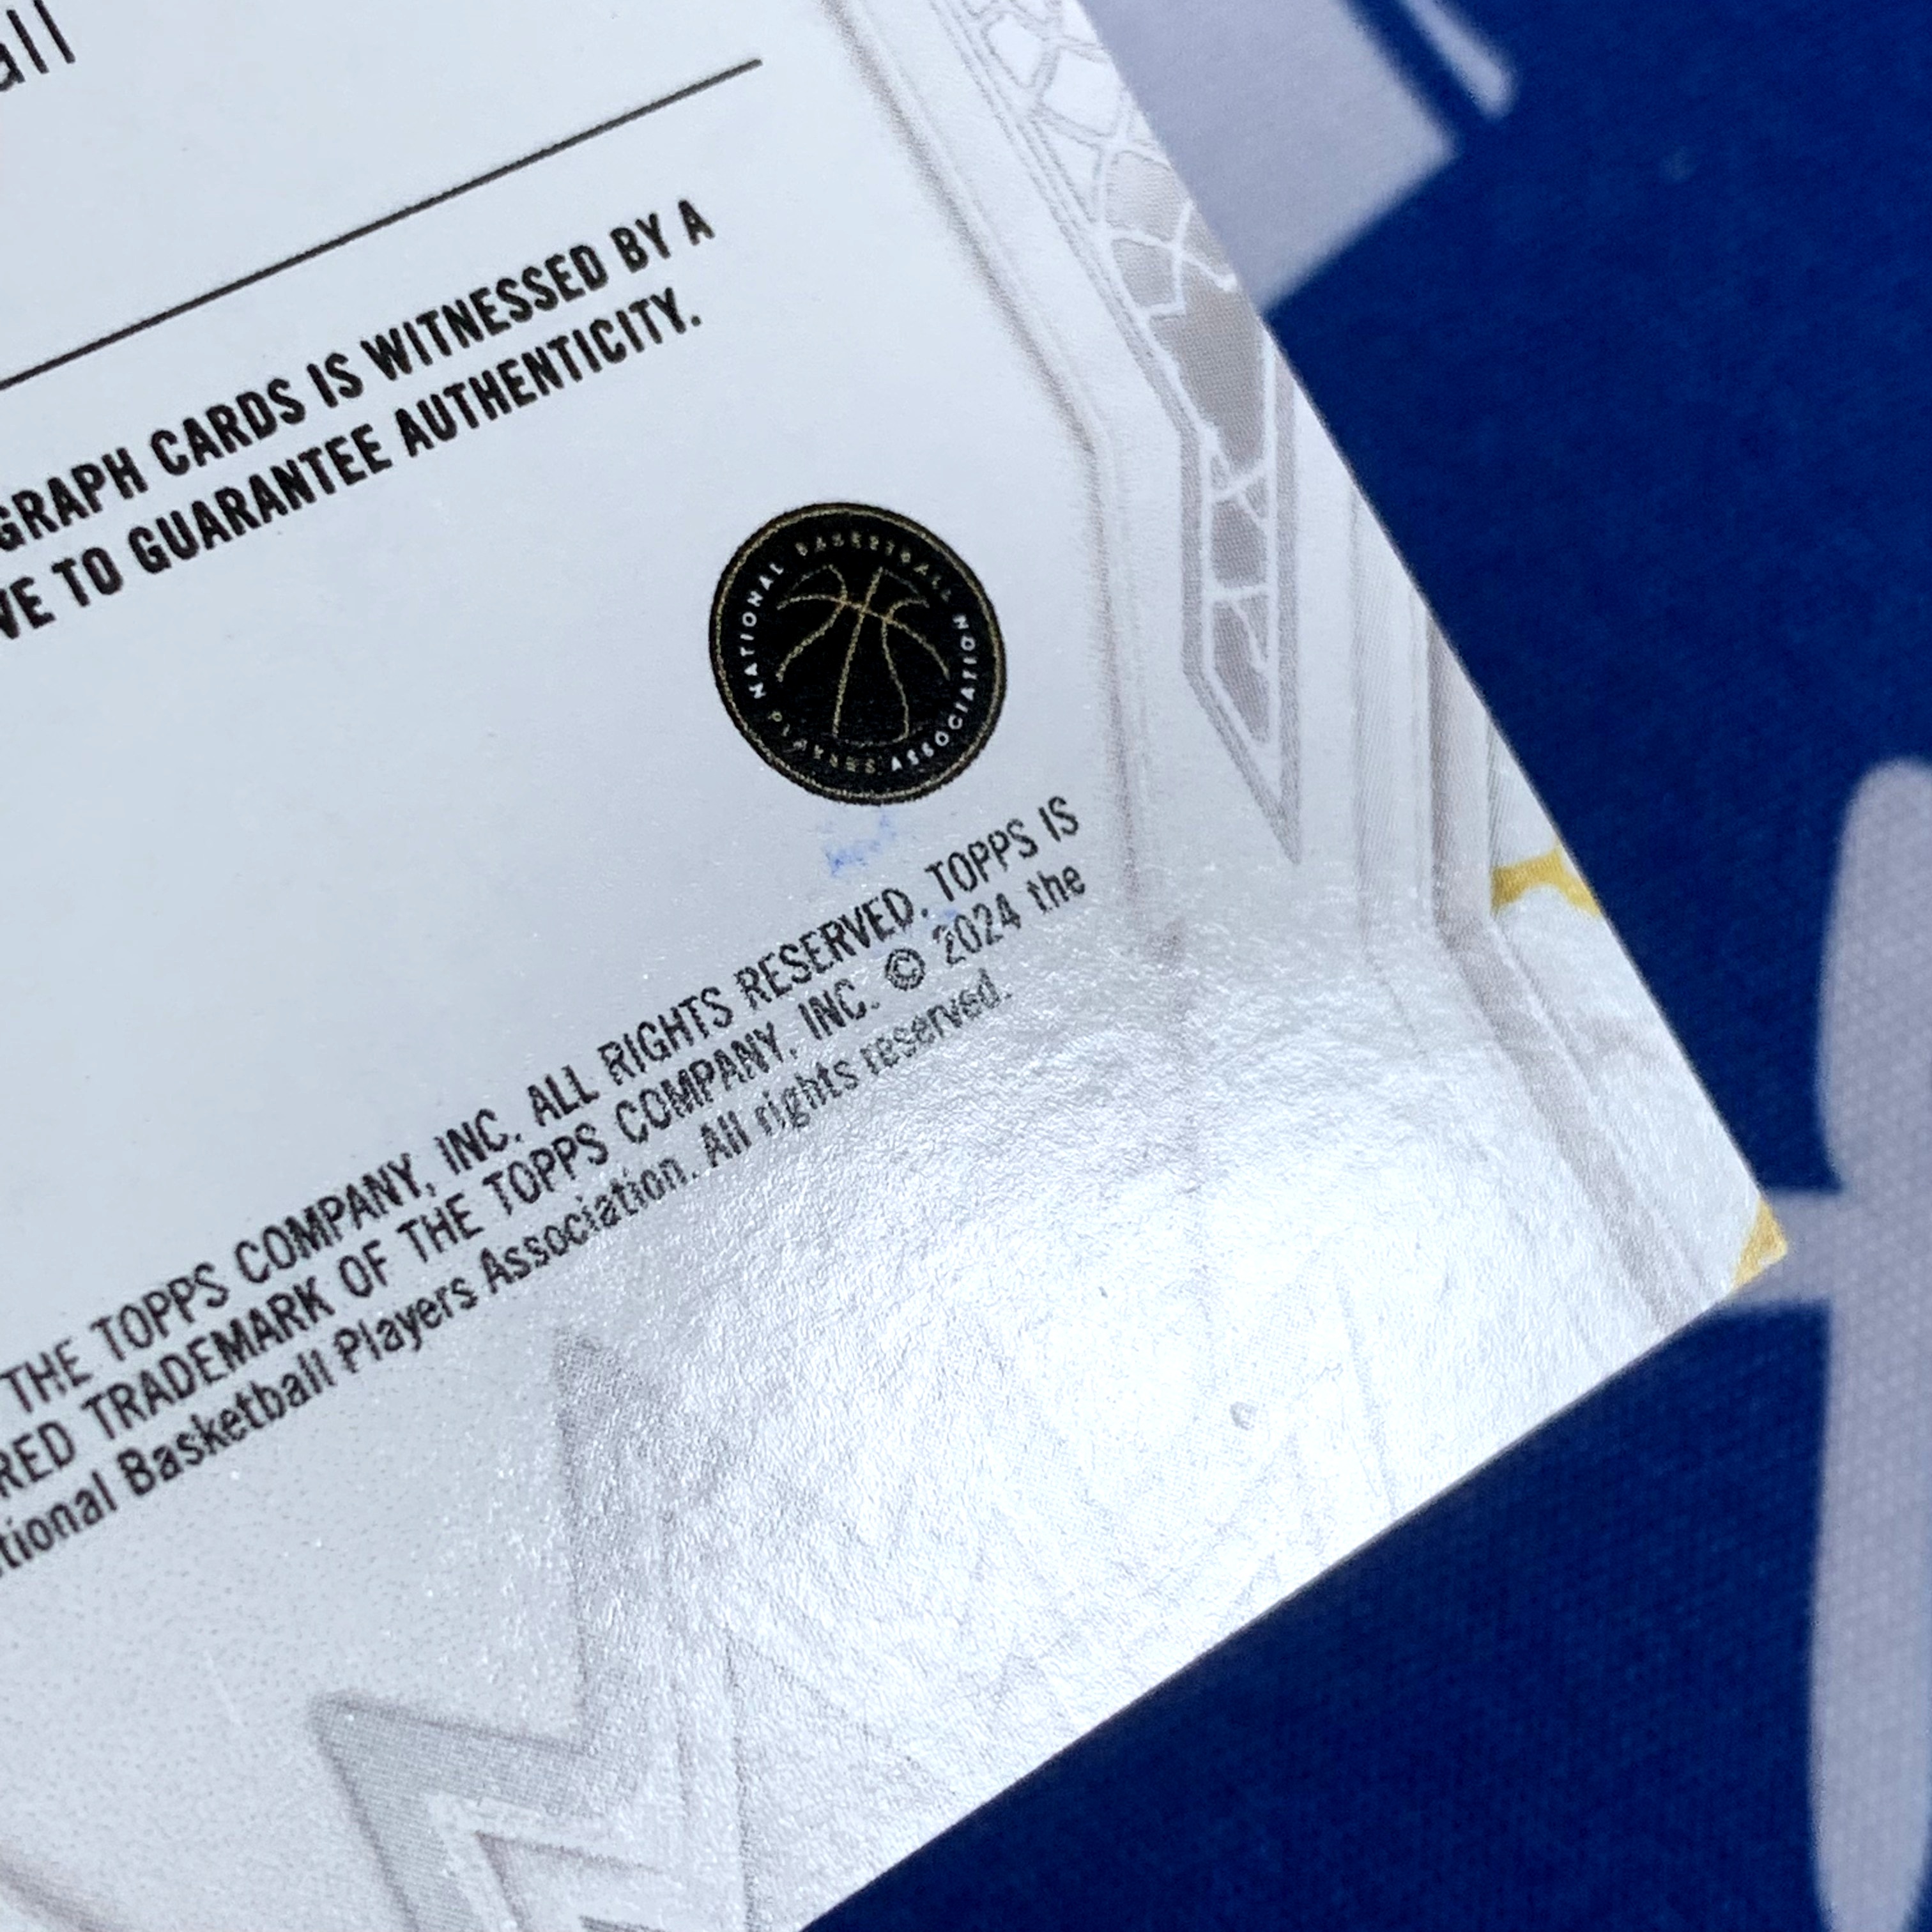 all
GRAPH CARDS IS WITNESSED BY A
VE TO GUARANTEE AUTHENTICITY.
NATIONAL BASKETBALL
PLAYERS ASSOCIATION
THE TOPPS COMPANY, INC. ALL RIGHTS RESERVED. TOPPS IS
RED TRADEMARK OF THE TOPPS COMPANY, INC. © 2024 the
tional Basketball Players Association. All rights reserved.